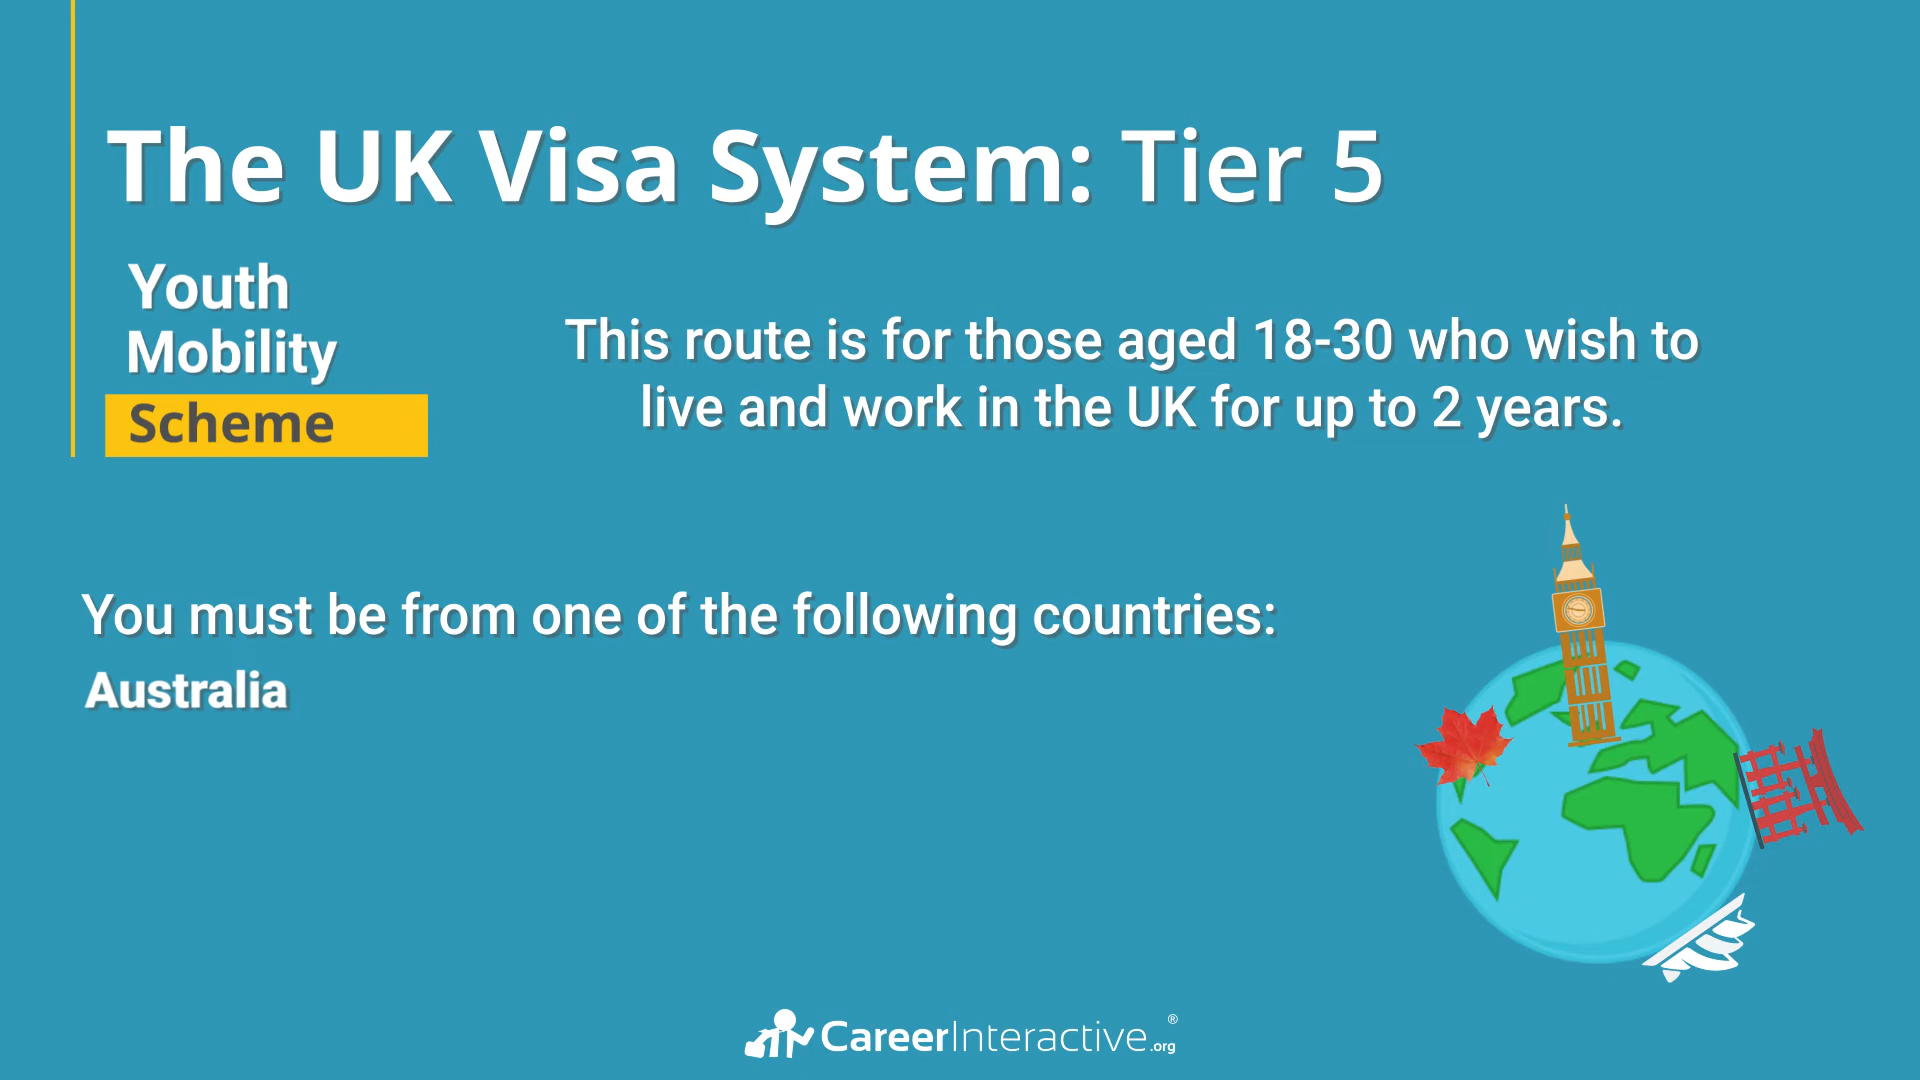 The UK Visa System: Tier 5
Youth
Mobility
Scheme
This route is for those aged 18-30 who wish to
live and work in the UK for up to 2 years.
You must be from one of the following countries:
Australia
CareerInteractive.org®